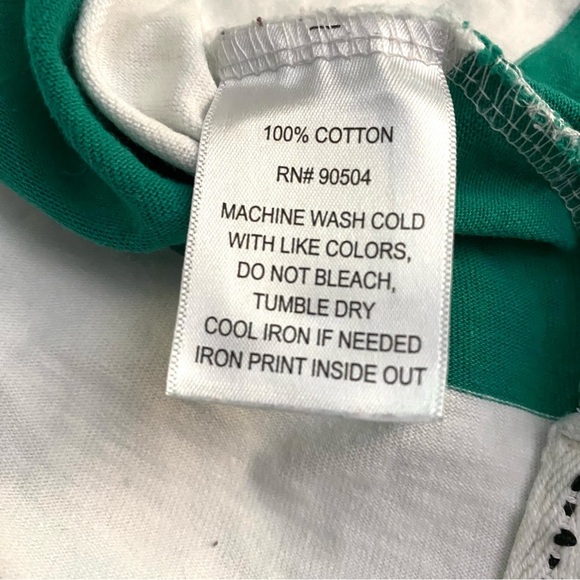 100% COTTON
RN# 90504
MACHINE WASH COLD
WITH LIKE COLORS,
DO NOT BLEACH,
TUMBLE DRY
COOL IRON IF NEEDED
IRON PRINT INSIDE OUT